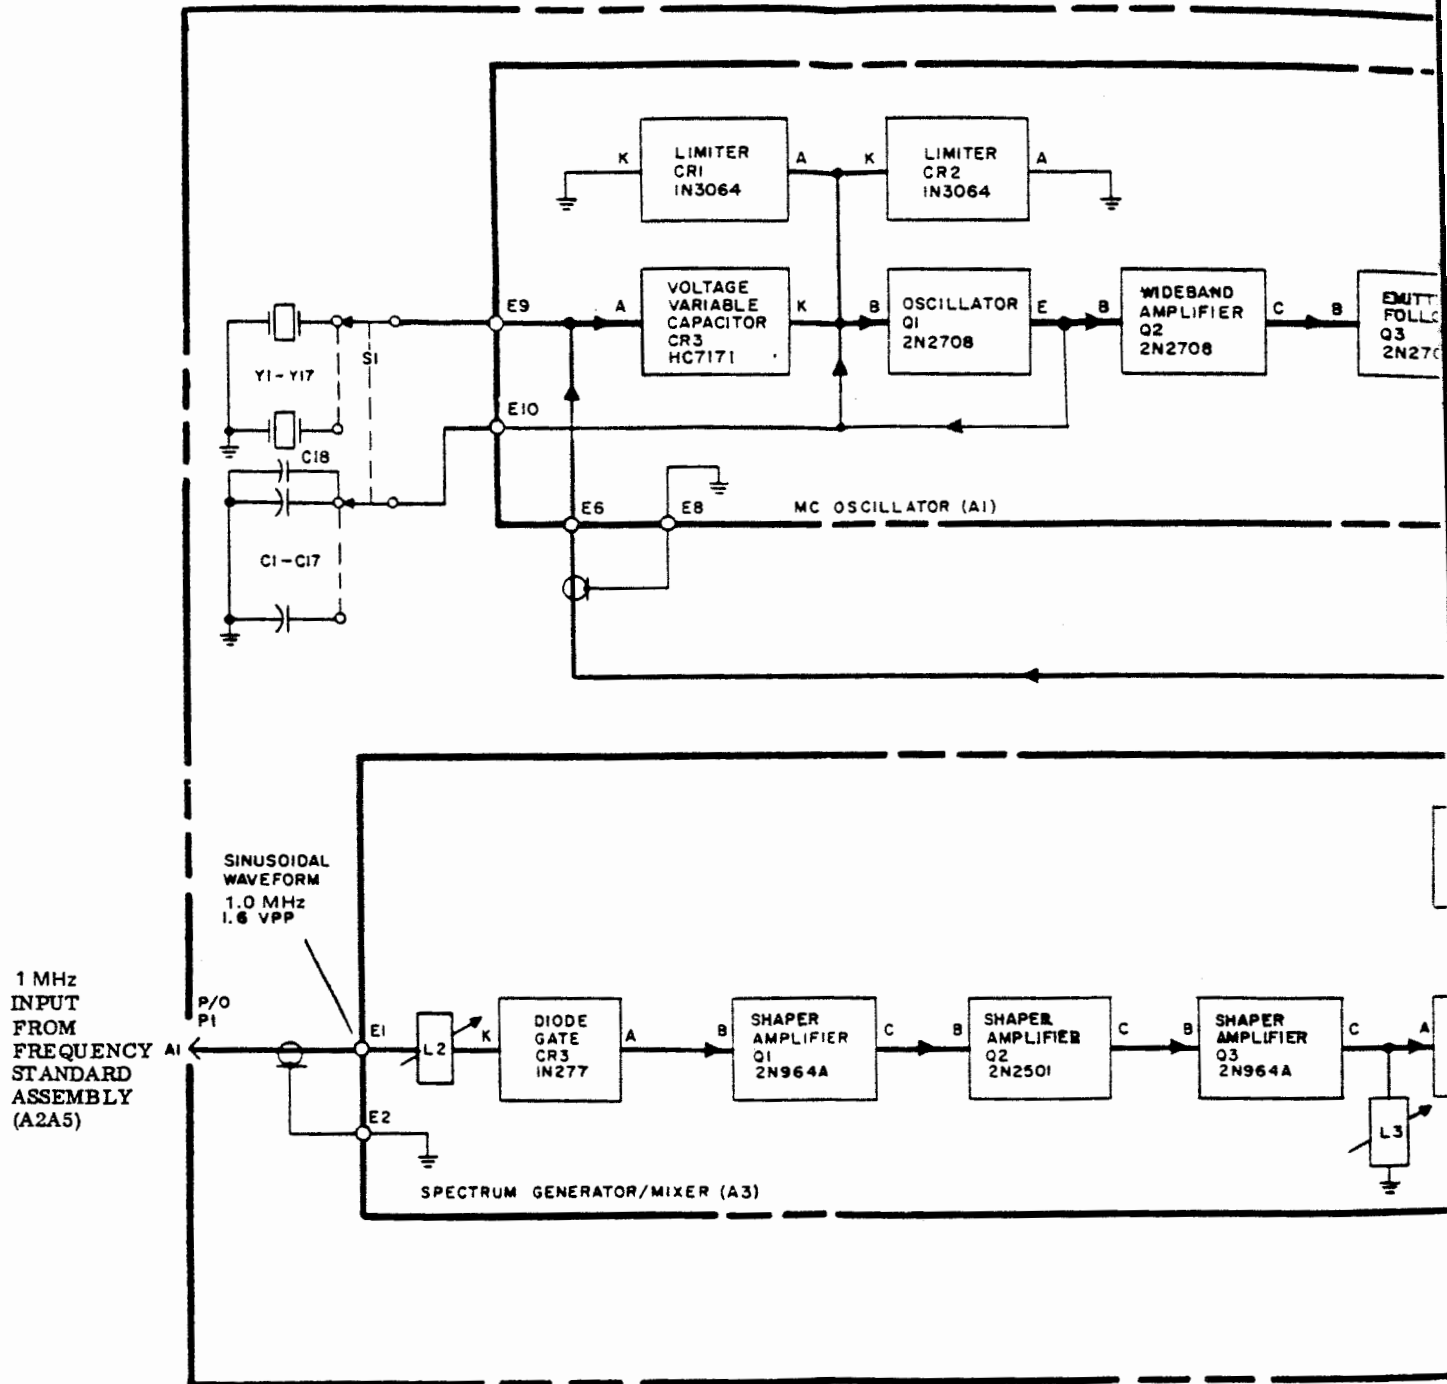 K
LIMITER
CR1
1N3064
A
K
LIMITER
CR2
1N3064
A
E9
A
VOLTAGE
VARIABLE
CAPACITOR
CR3
HC7171
K
B
OSCILLATOR
Q1
2N2708
E
B
WIDEBAND
AMPLIFIER
Q2
2N2708
C
B
Q3
S1
Y1-Y17
E10
C18
E6
E8
MC OSCILLATOR (A1)
C1-C17
SINUSOIDAL
WAVEFORM
1.0 MHz
1.6 VPP
1 MHz
INPUT
FROM
FREQUENCY
STANDARD
ASSEMBLY
(A2A5)
A1
P/O
P1
E1
L2
K
DIODE
GATE
CR3
1N277
A
B
SHAPER
AMPLIFIER
Q1
2N964A
C
B
SHAPER
AMPLIFIER
Q2
2N2501
C
B
SHAPER
AMPLIFIER
Q3
2N964A
C
A
E2
L3
SPECTRUM GENERATOR/MIXER (A3)